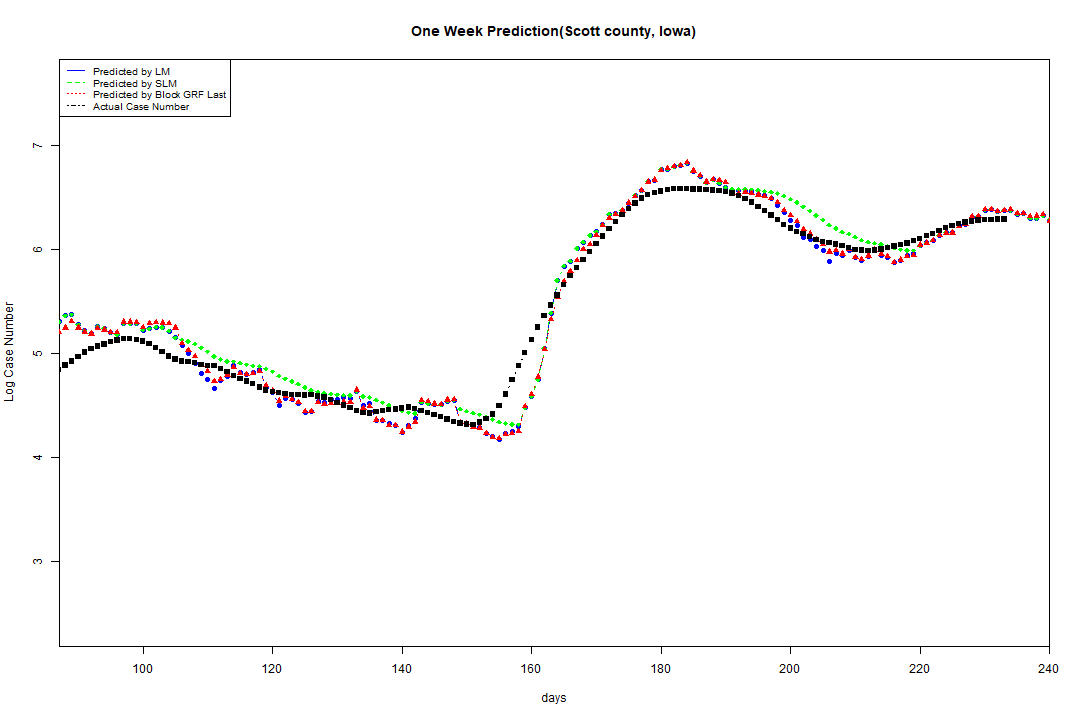 One Week Prediction(Scott county, Iowa)
Predicted by LM
Predicted by SLM
Predicted by Block GRF Last
Actual Case Number
7
6
5
4
3
Log Case Number
100 120 140 160 180 200 220 240
days